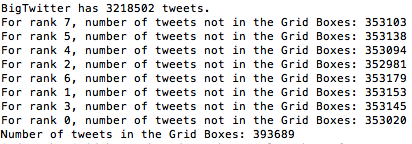 BigTwitter has 3218502 tweets.
For rank 7, number of tweets not in the Grid Boxes: 353103
For rank 5, number of tweets not in the Grid Boxes: 353138
For rank 4, number of tweets not in the Grid Boxes: 353094
For rank 2, number of tweets not in the Grid Boxes: 352981
For rank 6, number of tweets not in the Grid Boxes: 353179
For rank 1, number of tweets not in the Grid Boxes: 353153
For rank 3, number of tweets not in the Grid Boxes: 353145
For rank 0, number of tweets not in the Grid Boxes: 353020
Number of tweets in the Grid Boxes: 393689